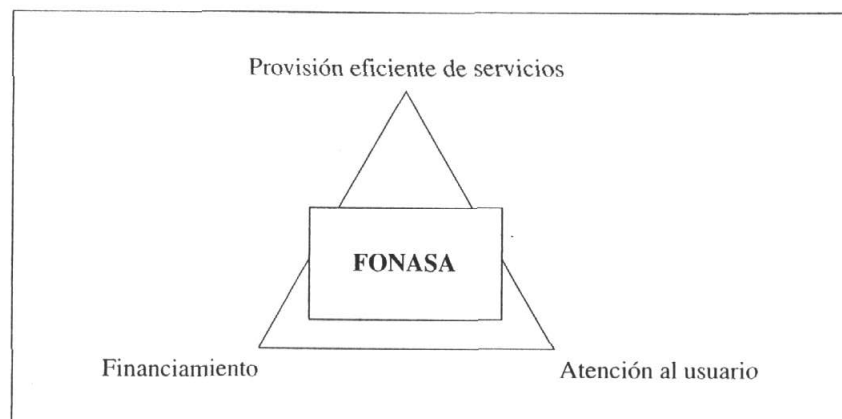 Provisión eficiente de servicios
FONASA
Financiamiento
Atención al usuario